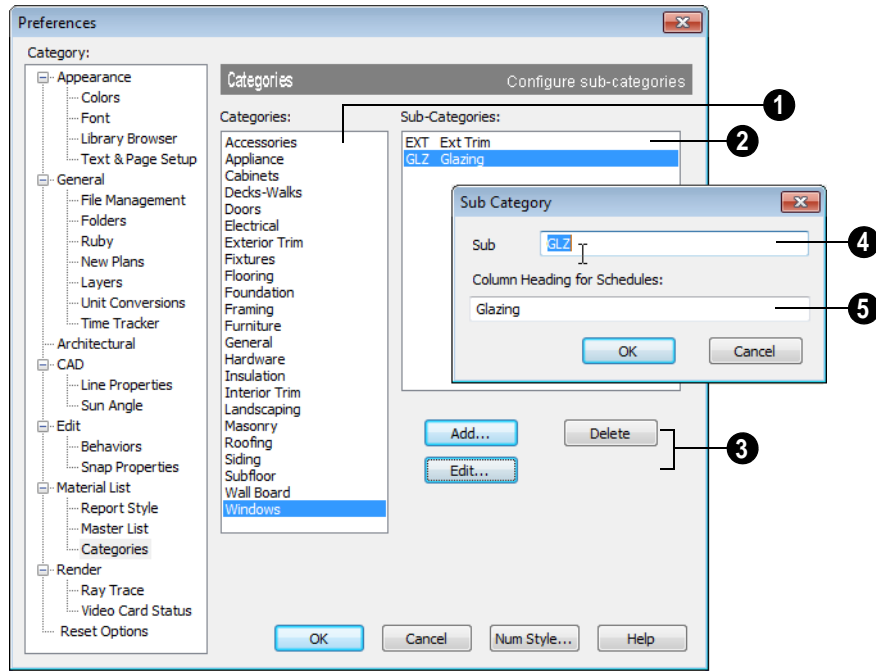 Preferences
Category:
Appearance
Colors
Font
Library Browser
Text & Page Setup
General
File Management
Folders
Ruby
New Plans
Layers
Unit Conversions
Time Tracker
Architectural
CAD
Line Properties
Sun Angle
Edit
Behaviors
Snap Properties
Material List
Report Style
Master List
Categories
Render
Ray Trace
Video Card Status
Reset Options
Categories
Configure sub-categories
Categories:
Accessories
Appliance
Cabinets
Decks-Walks
Doors
Electrical
Exterior Trim
Fixtures
Flooring
Foundation
Framing
Furniture
General
Hardware
Insulation
Interior Trim
Landscaping
Masonry
Roofing
Siding
Subfloor
Wall Board
Windows
Sub-Categories:
EXT Ext Trim
GLZ Glazing
1
2
Sub Category
Sub GLZ
4
Column Heading for Schedules:
Glazing
5
OK Cancel
Add... Delete
Edit...
3
OK Cancel Num Style... Help